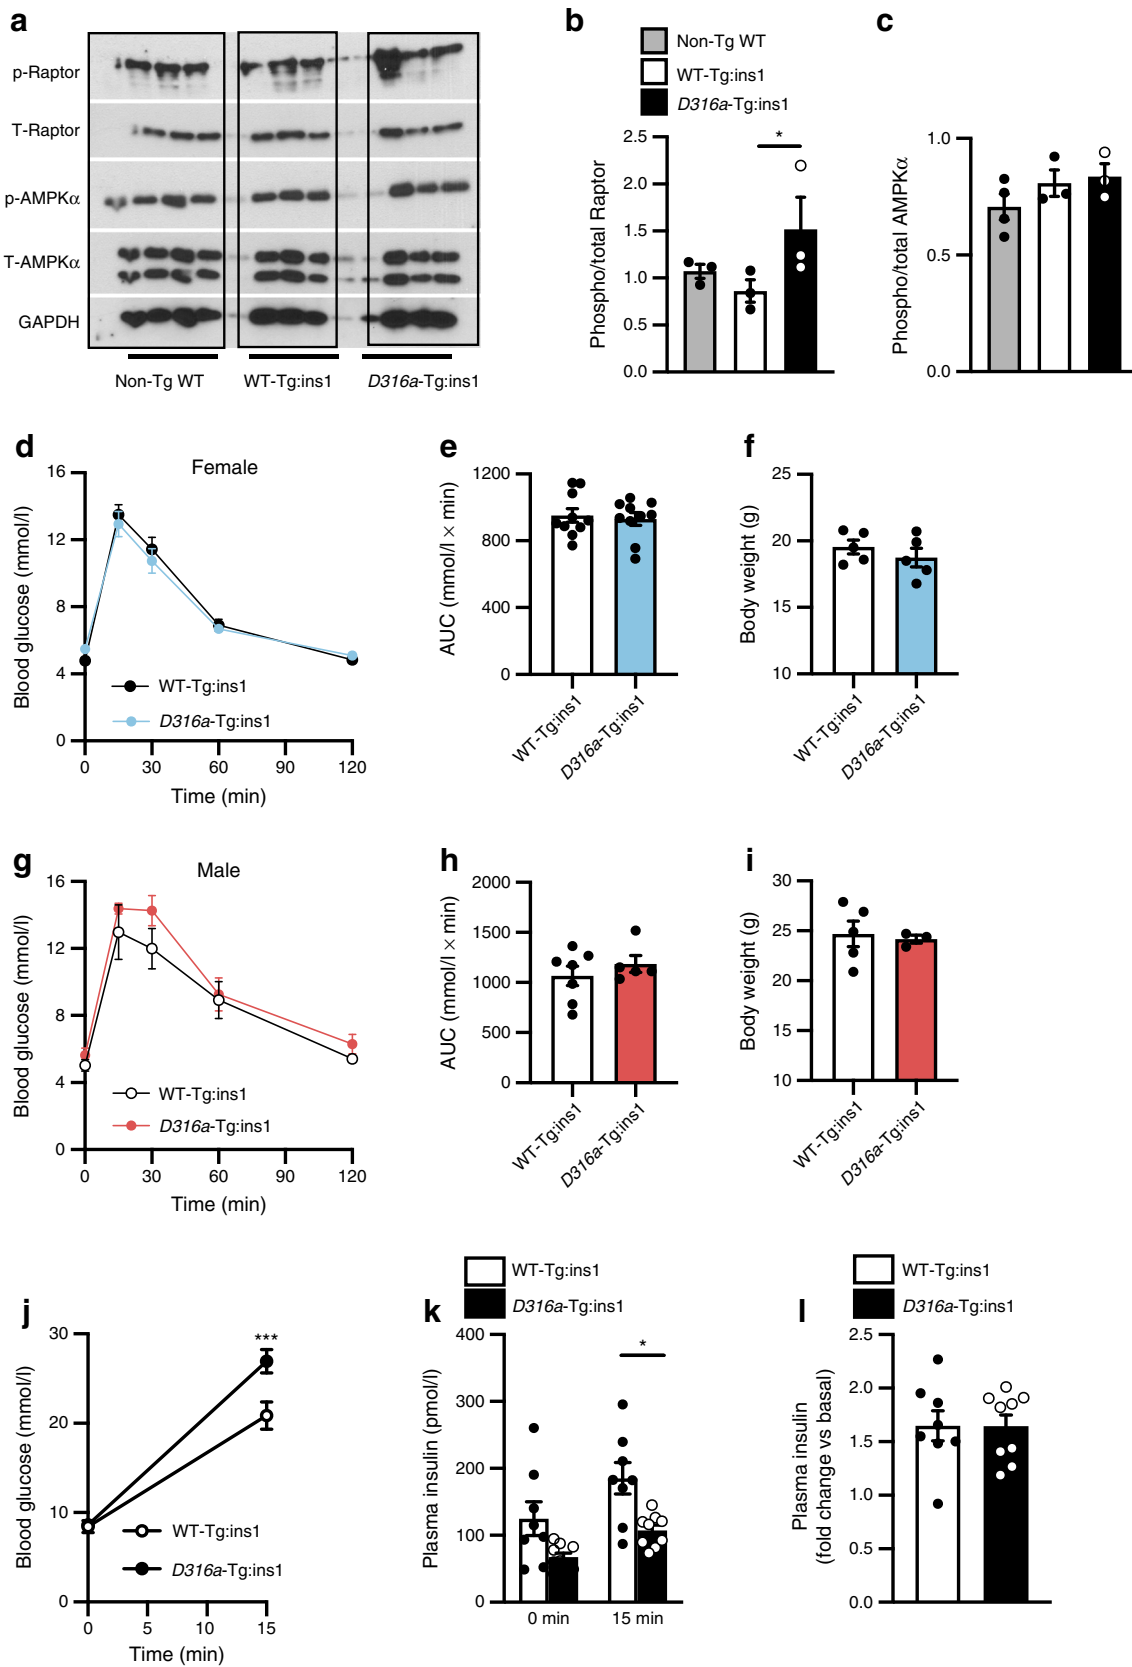 a
p-Raptor
T-Raptor
p-AMPKα
T-AMPKα
GAPDH
Non-Tg WT
WT-Tg:ins1
D316a-Tg:ins1
b
Non-Tg WT
WT-Tg:ins1
D316a-Tg:ins1
Phospho/total Raptor
2.5
2.0
1.5
1.0
0.5
0.0
*
c
Phospho/total AMPKα
1.0
0.5
0.0
d
Female
Blood glucose (mmol/l)
16
12
8
4
0
WT-Tg:ins1
D316a-Tg:ins1
0 30 60 90 120
Time (min)
e
AUC (mmol/l × min)
1200
800
400
0
WT-Tg:ins1
D316a-Tg:ins1
f
Body weight (g)
25
20
15
10
WT-Tg:ins1
D316a-Tg:ins1
g
Male
Blood glucose (mmol/l)
16
12
8
4
0
WT-Tg:ins1
D316a-Tg:ins1
0 30 60 90 120
Time (min)
h
AUC (mmol/l × min)
2000
1500
1000
500
0
WT-Tg:ins1
D316a-Tg:ins1
i
Body weight (g)
30
25
20
15
10
WT-Tg:ins1
D316a-Tg:ins1
j
Blood glucose (mmol/l)
30
20
10
0
***
WT-Tg:ins1
D316a-Tg:ins1
0 5 10 15
Time (min)
k
WT-Tg:ins1
D316a-Tg:ins1
Plasma insulin (pmol/l)
400
300
200
100
0
*
0 min 15 min
l
WT-Tg:ins1
D316a-Tg:ins1
Plasma insulin
(fold change vs basal)
2.5
2.0
1.5
1.0
0.5
0.0